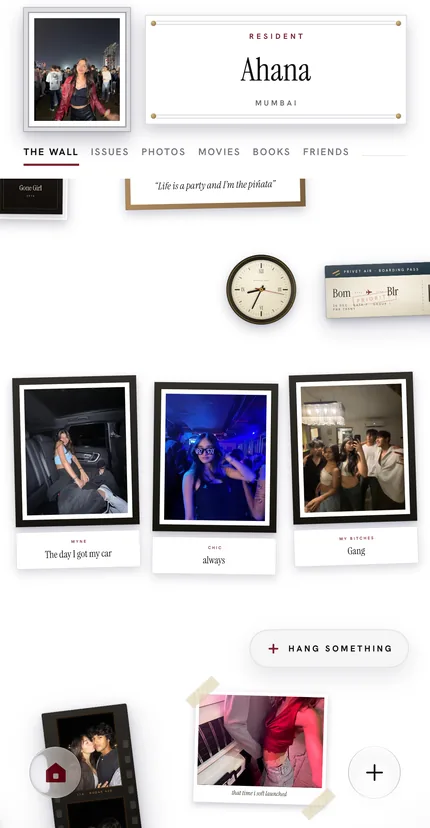 RESIDENT
Ahana
MUMBAI
THE WALL ISSUES PHOTOS MOVIES BOOKS FRIENDS
Gone Girl
"Life is a party and I'm the piñata"
PRIVET AIR · BOARDING PASS
Bom Blr
MYNE
The day I got my car
CHIC
always
MY BITCHES
Gang
+ HANG SOMETHING
that time i soft launched